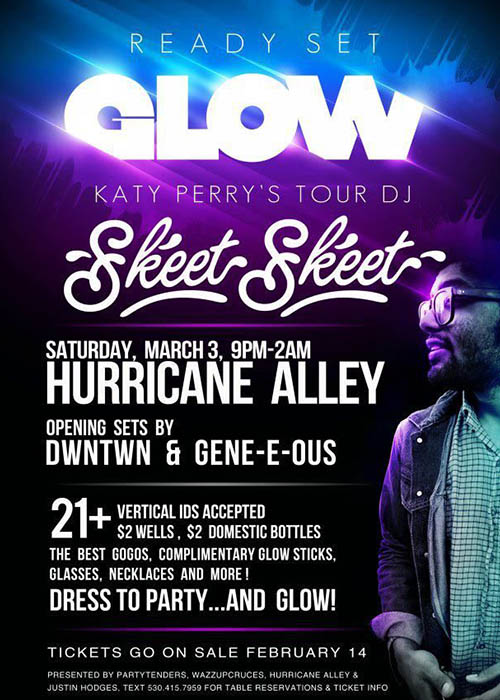 READY SET
GLOW
KATY PERRY'S TOUR DJ
Skeet Skeet
SATURDAY, MARCH 3, 9PM-2AM
HURRICANE ALLEY
OPENING SETS BY
DWNTWN & GENE-E-OUS
21+ VERTICAL IDS ACCEPTED
$2 WELLS , $2 DOMESTIC BOTTLES
THE BEST GOGOS, COMPLIMENTARY GLOW STICKS,
GLASSES, NECKLACES AND MORE !
DRESS TO PARTY...AND GLOW!
TICKETS GO ON SALE FEBRUARY 14
PRESENTED BY PARTYTENDERS, WAZZUPCRUCES, HURRICANE ALLEY &
JUSTIN HODGES, TEXT 530.415.7959 FOR TABLE RESERVATIONS & TICKET INFO